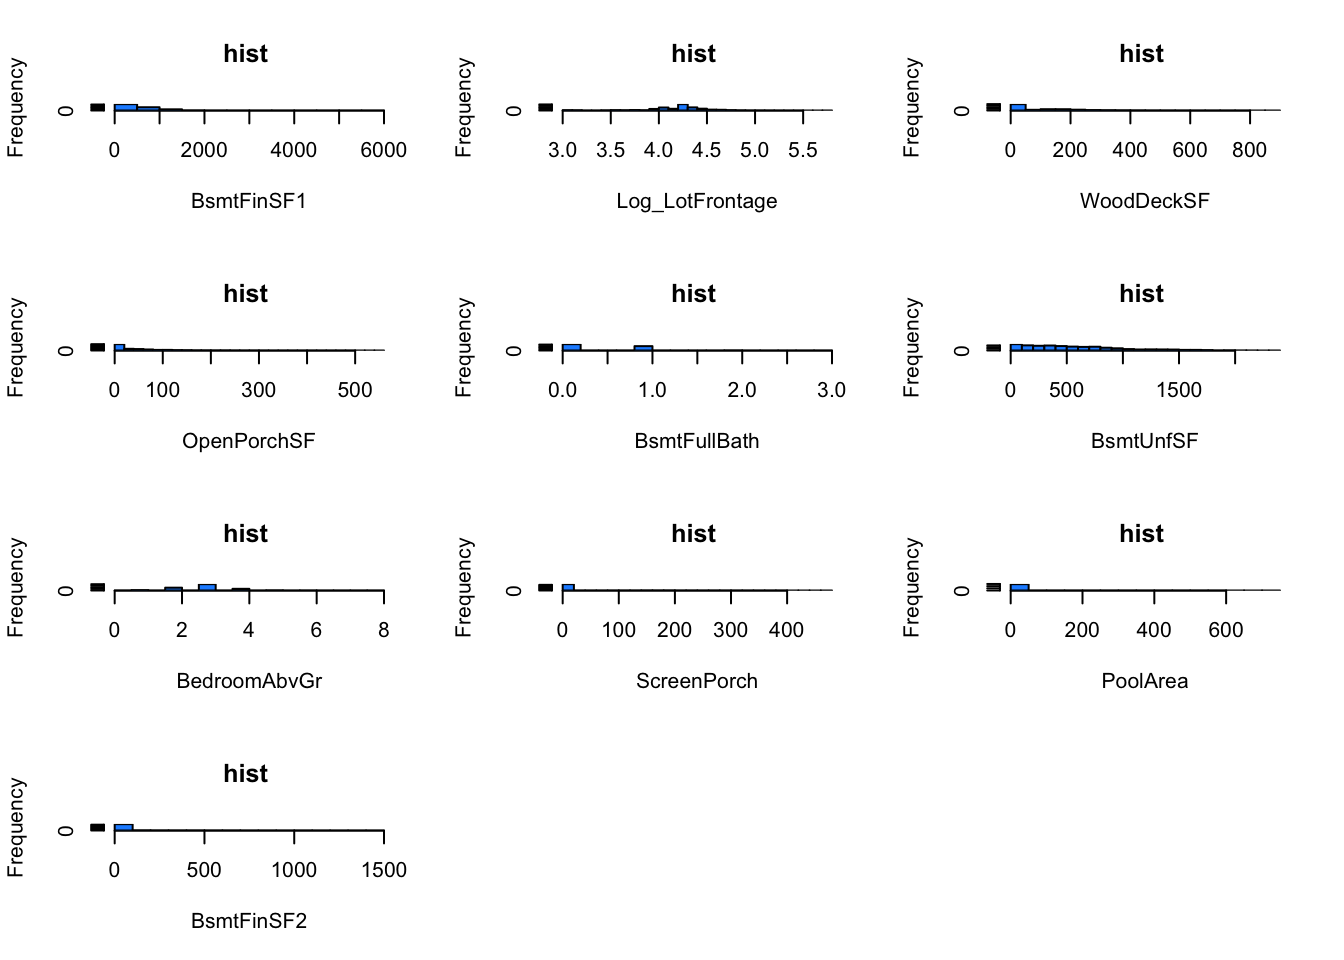 hist
Frequency
0
0 2000 4000 6000
BsmtFinSF1
hist
Frequency
0
3.0 3.5 4.0 4.5 5.0 5.5
Log_LotFrontage
hist
Frequency
0
0 200 400 600 800
WoodDeckSF
hist
Frequency
0
0 100 300 500
OpenPorchSF
hist
Frequency
0
0.0 1.0 2.0 3.0
BsmtFullBath
hist
Frequency
0
0 500 1500
BsmtUnfSF
hist
Frequency
0
0 2 4 6 8
BedroomAbvGr
hist
Frequency
0
0 100 200 300 400
ScreenPorch
hist
Frequency
0
0 200 400 600
PoolArea
hist
Frequency
0
0 500 1000 1500
BsmtFinSF2